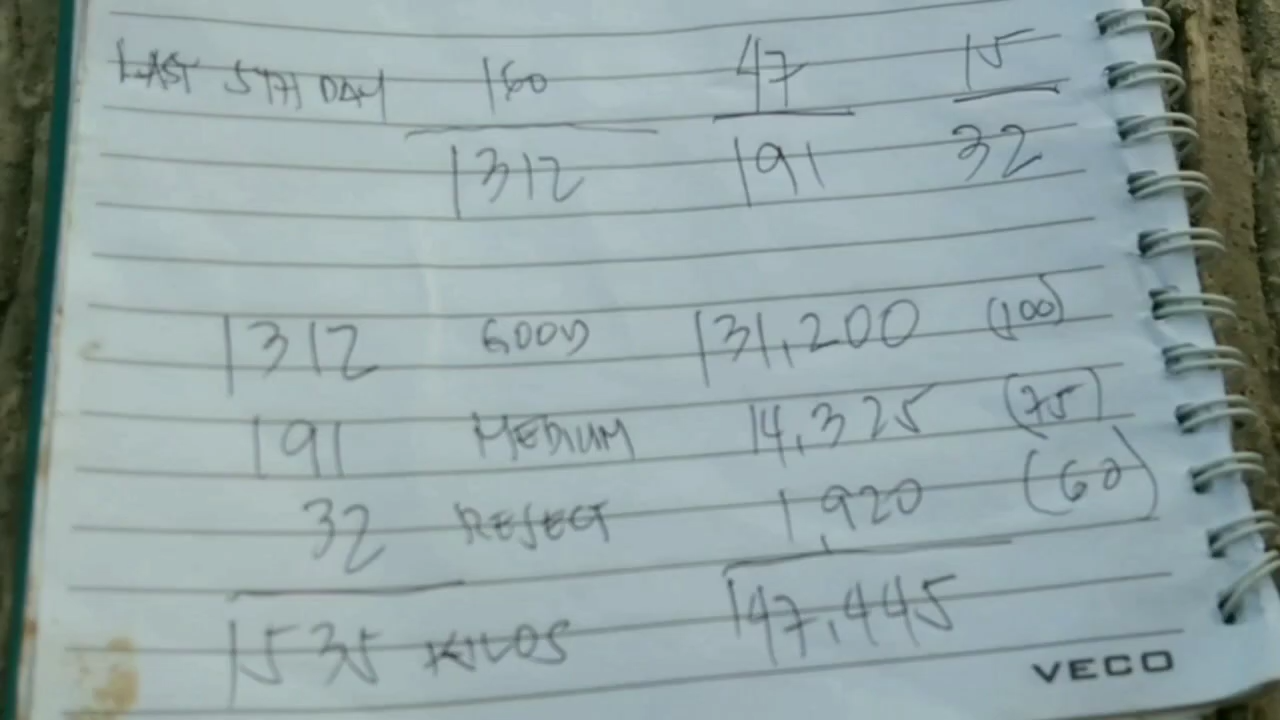 LAST 5TH DAY 160 47 15
1312 191 32
1312 GOOD 131,200 (100)
191 MEDIUM 14,325 (75)
32 REJECT 1,920 (60)
1535 KILOS 147,445
VECO